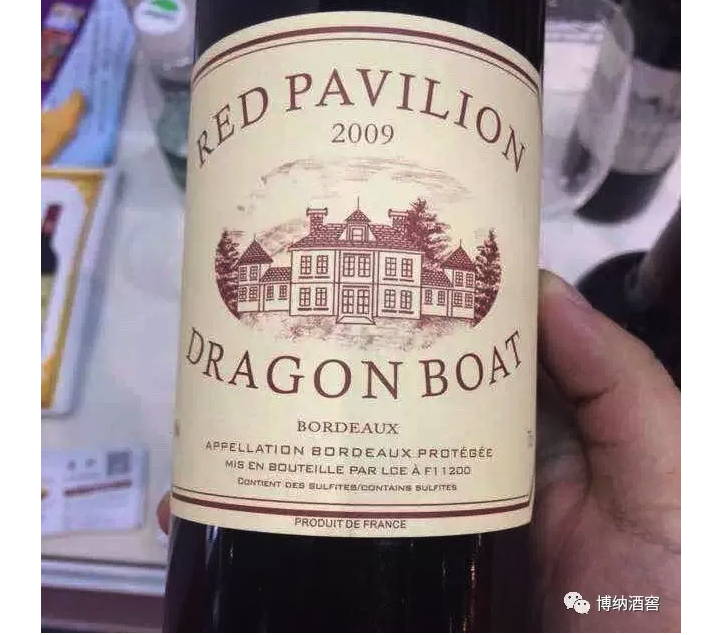 RED PAVILION
2009
DRAGON BOAT
BORDEAUX
APPELLATION BORDEAUX PROTÉGÉE
MIS EN BOUTEILLE PAR LCE À F11200
CONTIENT DES SULFITES/CONTAINS SULFITES
PRODUIT DE FRANCE
博纳酒窖